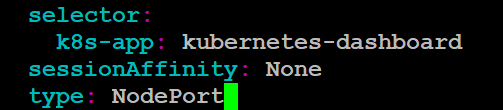 selector:
  k8s-app: kubernetes-dashboard
sessionAffinity: None
type: NodePort